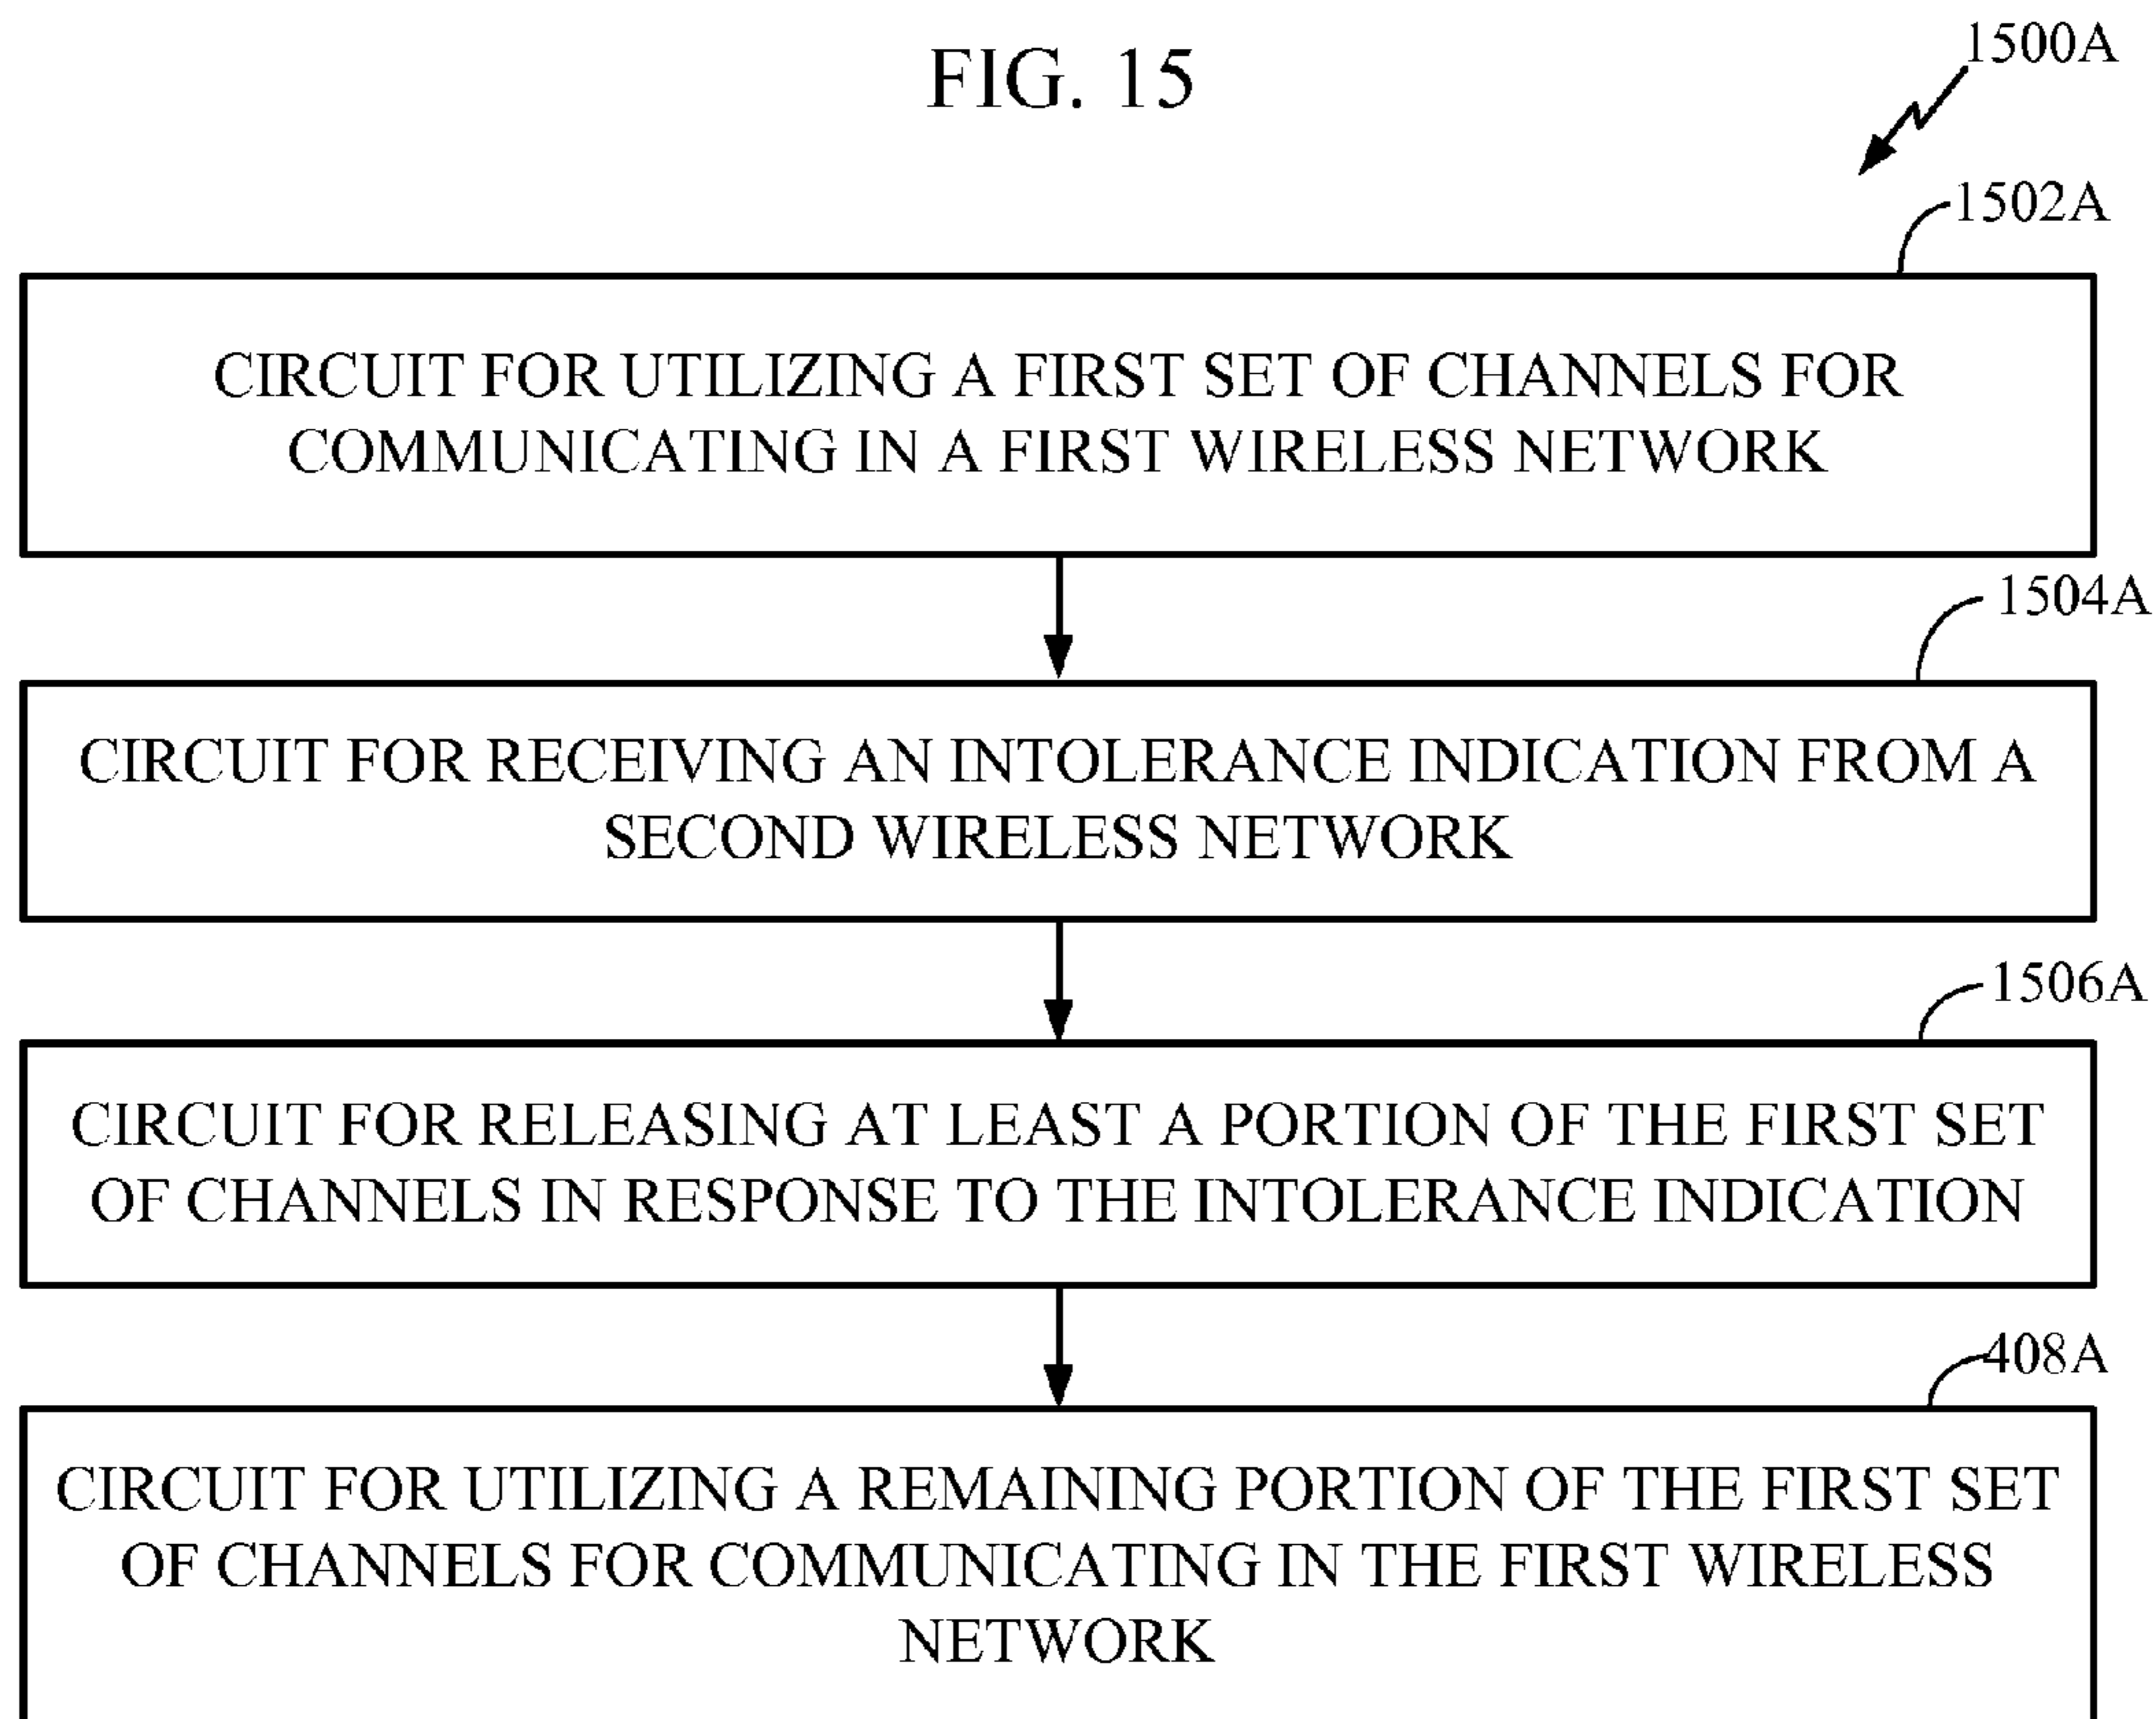 FIG. 15
1500A
1502A
CIRCUIT FOR UTILIZING A FIRST SET OF CHANNELS FOR
COMMUNICATING IN A FIRST WIRELESS NETWORK
1504A
CIRCUIT FOR RECEIVING AN INTOLERANCE INDICATION FROM A
SECOND WIRELESS NETWORK
1506A
CIRCUIT FOR RELEASING AT LEAST A PORTION OF THE FIRST SET
OF CHANNELS IN RESPONSE TO THE INTOLERANCE INDICATION
408A
CIRCUIT FOR UTILIZING A REMAINING PORTION OF THE FIRST SET
OF CHANNELS FOR COMMUNICATING IN THE FIRST WIRELESS
NETWORK